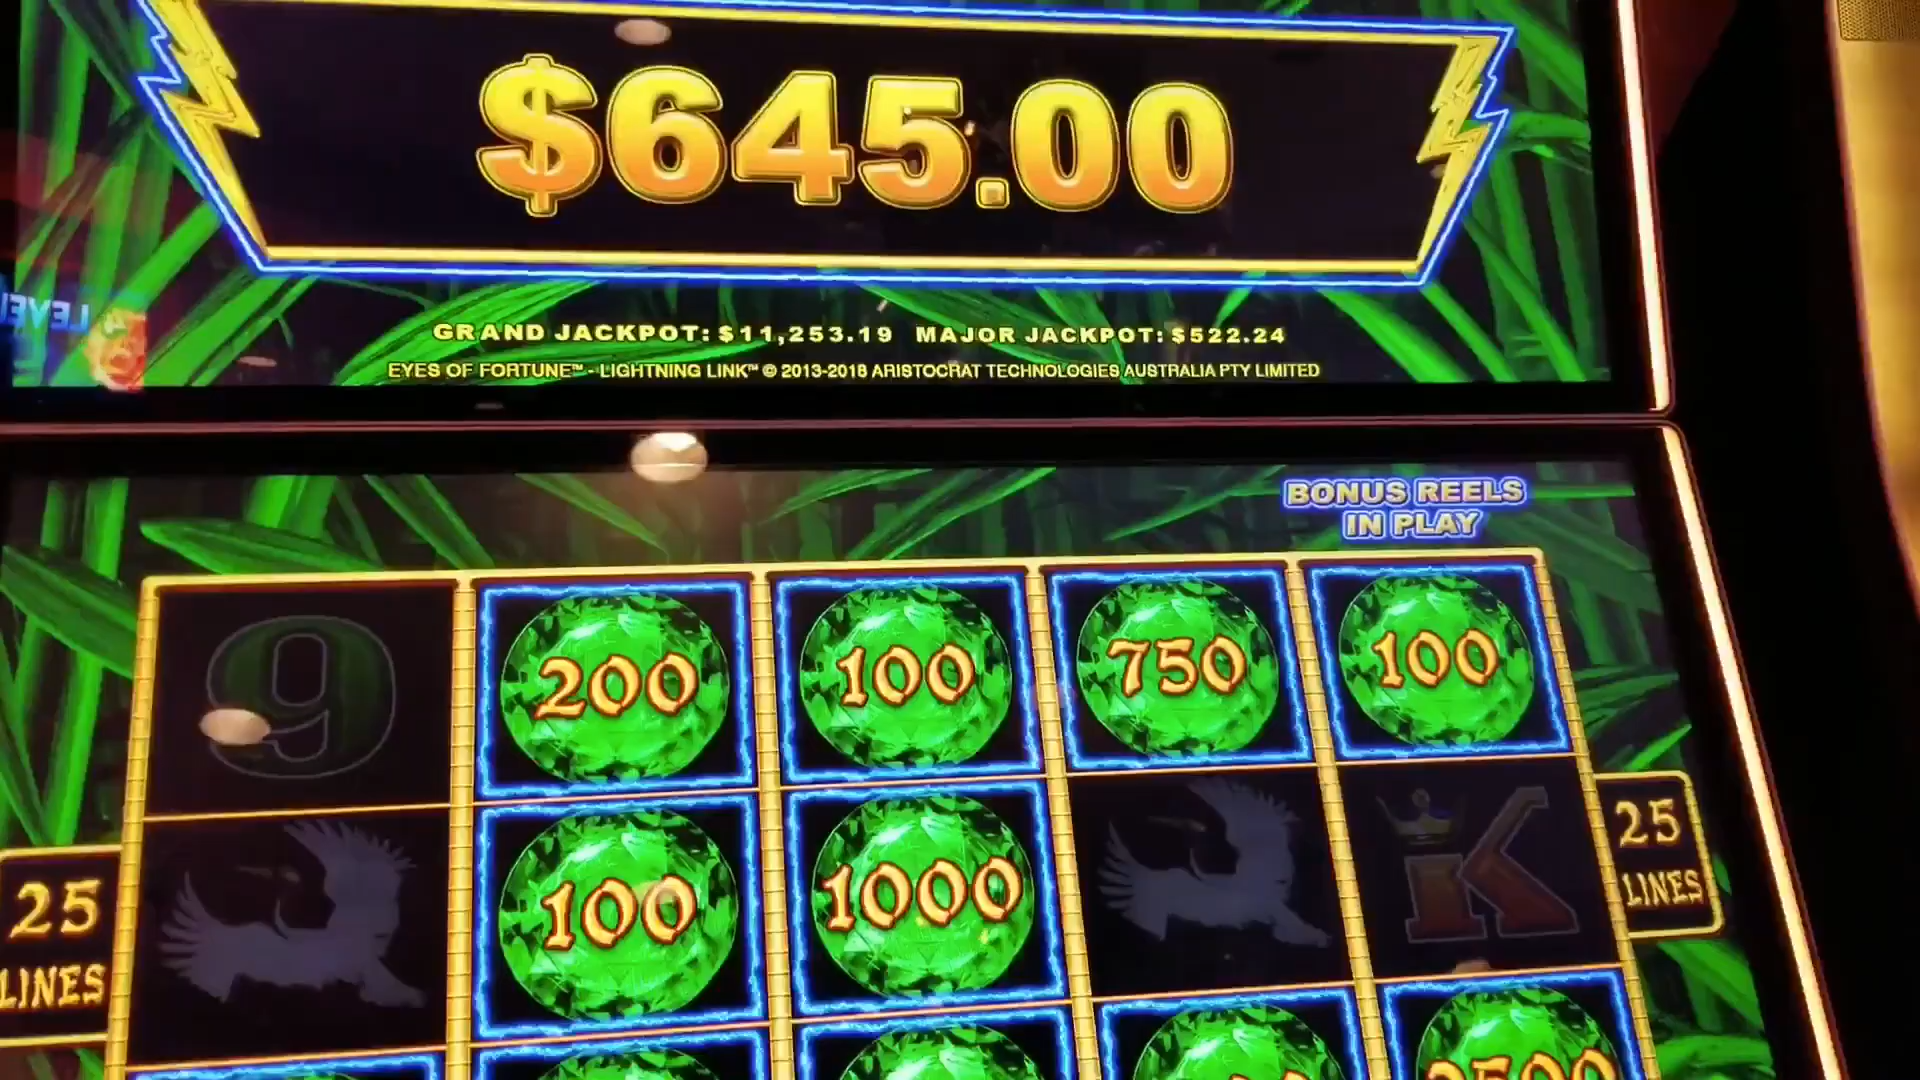 $645.00
GRAND JACKPOT: $11,253.19 MAJOR JACKPOT: $522.24
EYES OF FORTUNE™ - LIGHTNING LINK™ © 2013-2018 ARISTOCRAT TECHNOLOGIES AUSTRALIA PTY LIMITED
BONUS REELS
IN PLAY
9 200 100 750 100
100 1000 K
25
LINES
25
LINES
2500